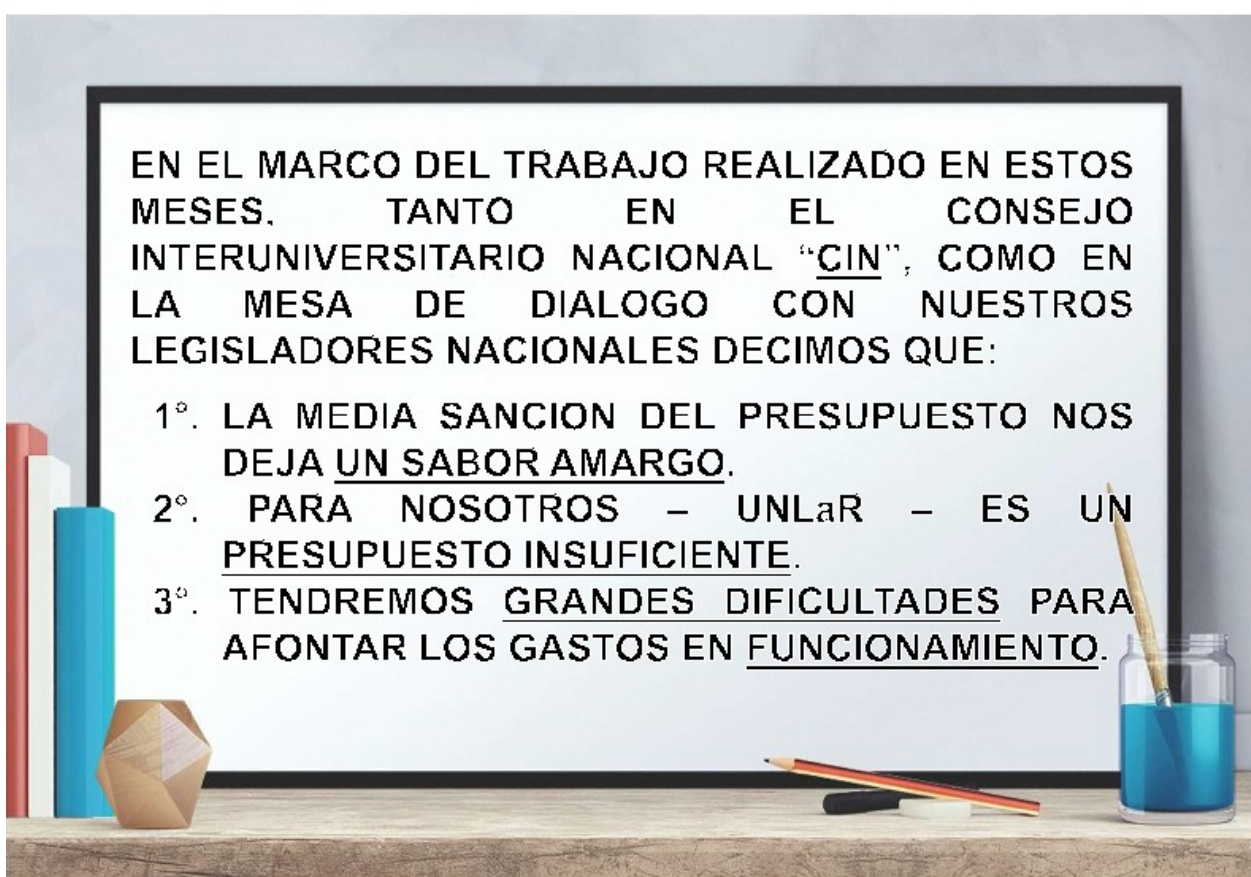 EN EL MARCO DEL TRABAJO REALIZADO EN ESTOS
MESES, TANTO EN EL CONSEJO
INTERUNIVERSITARIO NACIONAL “CIN”, COMO EN
LA MESA DE DIALOGO CON NUESTROS
LEGISLADORES NACIONALES DECIMOS QUE:
1°. LA MEDIA SANCION DEL PRESUPUESTO NOS
DEJA UN SABOR AMARGO.
2°. PARA NOSOTROS – UNLaR – ES UN
PRESUPUESTO INSUFICIENTE.
3°. TENDREMOS GRANDES DIFICULTADES PARA
AFONTAR LOS GASTOS EN FUNCIONAMIENTO.